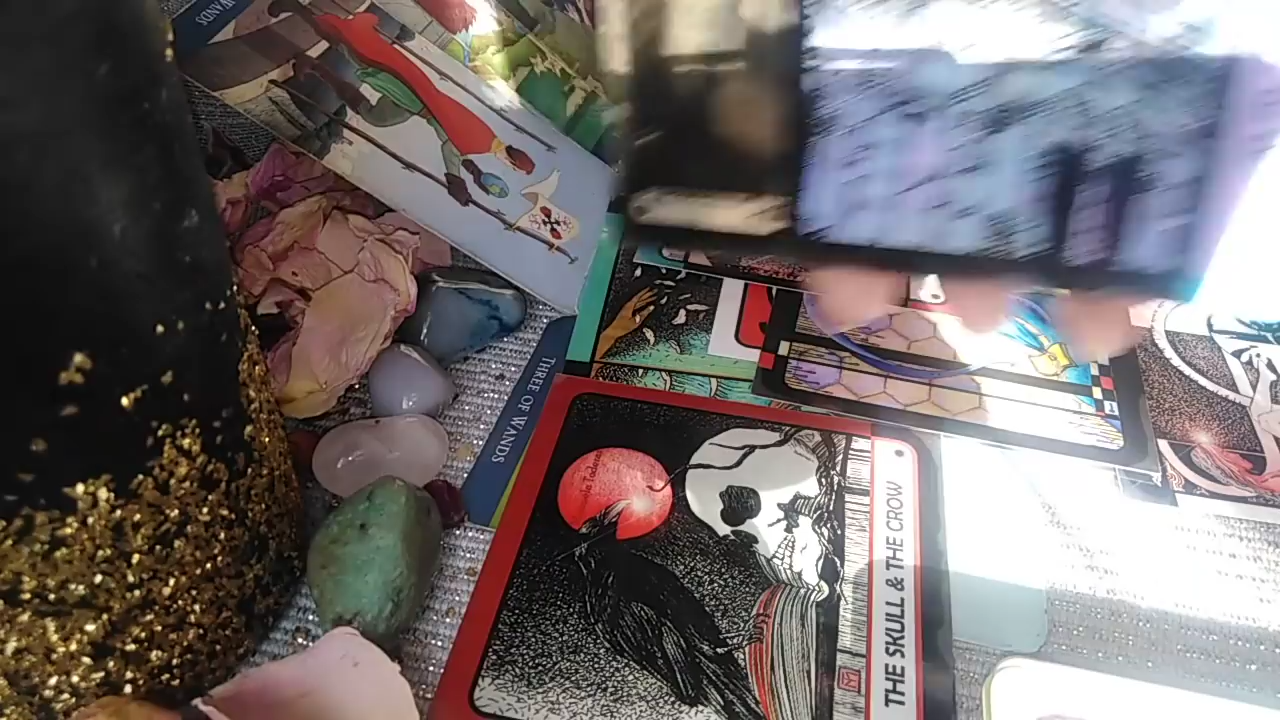 WANDS
THREE OF WANDS
THE SKULL & THE CROW